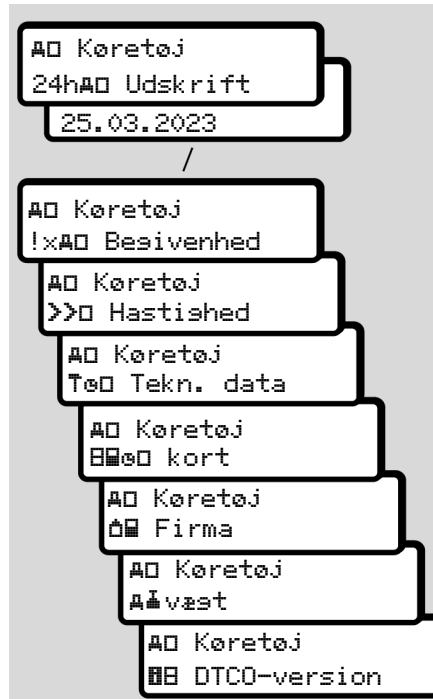 Køretøj
24h Udskrift
25.03.2023
/
Køretøj
!x Begivenhed
Køretøj
>> Hastighed
Køretøj
T Tekn. data
Køretøj
kort
Køretøj
Firma
Køretøj
vægt
Køretøj
DTCO-version